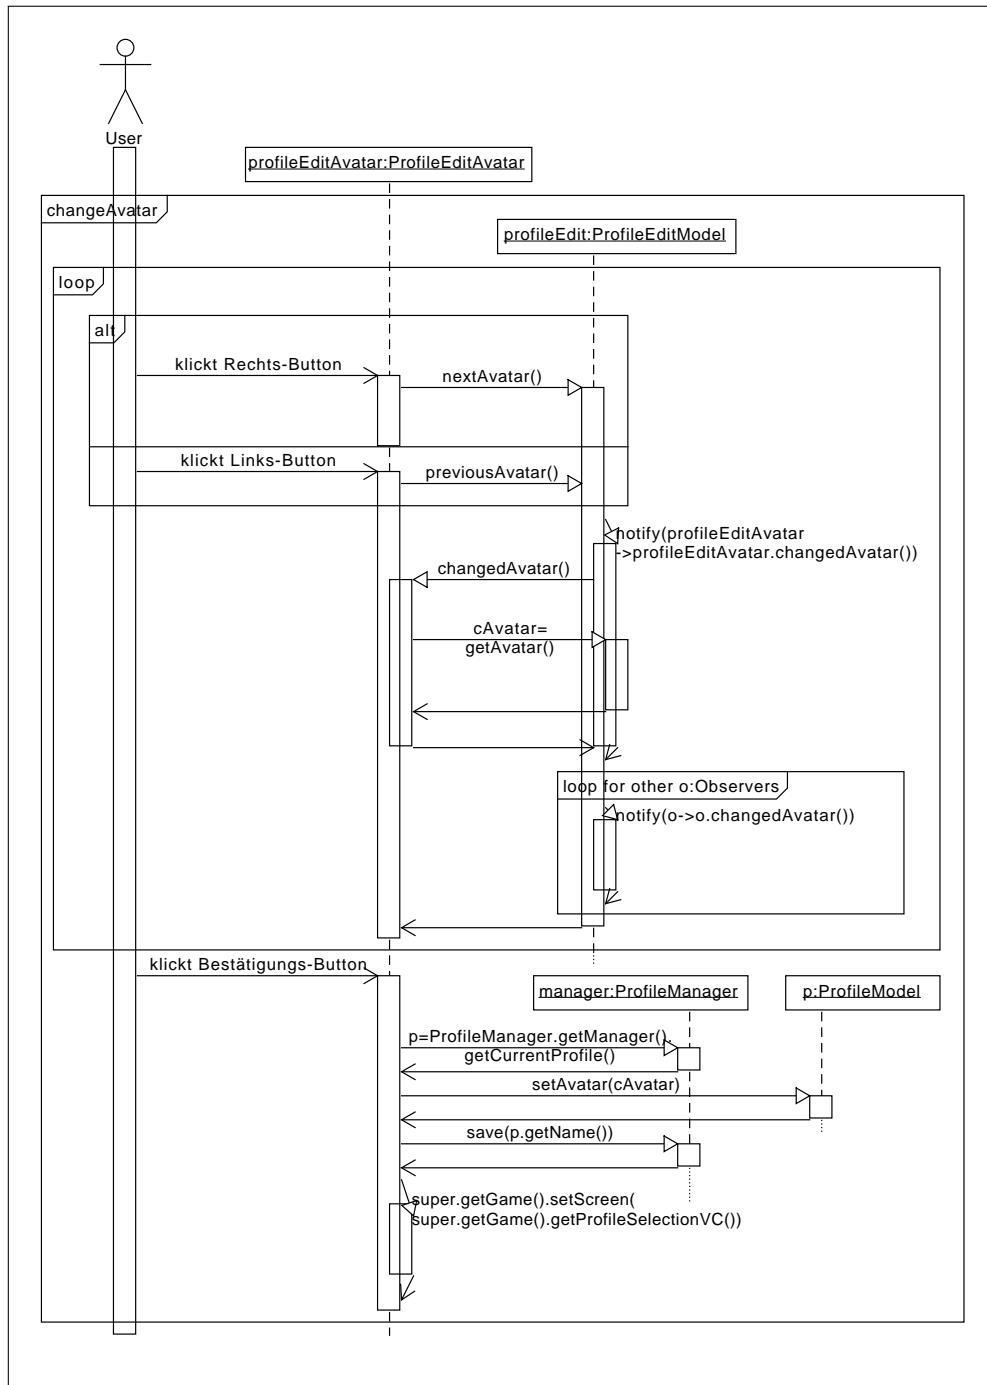 User
profileEditAvatar:ProfileEditAvatar
changeAvatar
profileEdit:ProfileEditModel
loop
alt
klickt Rechts-Button
nextAvatar()
klickt Links-Button
previousAvatar()
notify(profileEditAvatar
->profileEditAvatar.changedAvatar())
changedAvatar()
cAvatar=
getAvatar()
loop for other o:Observers
notify(o->o.changedAvatar())
klickt Bestätigungs-Button
manager:ProfileManager
p:ProfileModel
p=ProfileManager.getManager().
getCurrentProfile()
setAvatar(cAvatar)
save(p.getName())
super.getGame().setScreen(
super.getGame().getProfileSelectionVC())